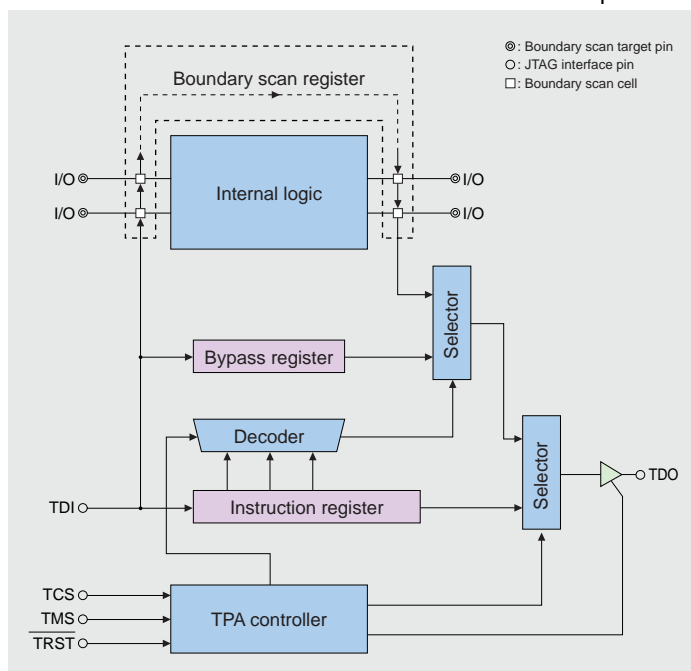 ◎: Boundary scan target pin
○: JTAG interface pin
□: Boundary scan cell
Boundary scan register
I/O
I/O
Internal logic
I/O
I/O
Selector
Bypass register
Decoder
Selector
TDO
TDI
Instruction register
TCS
TMS
TRST
TPA controller